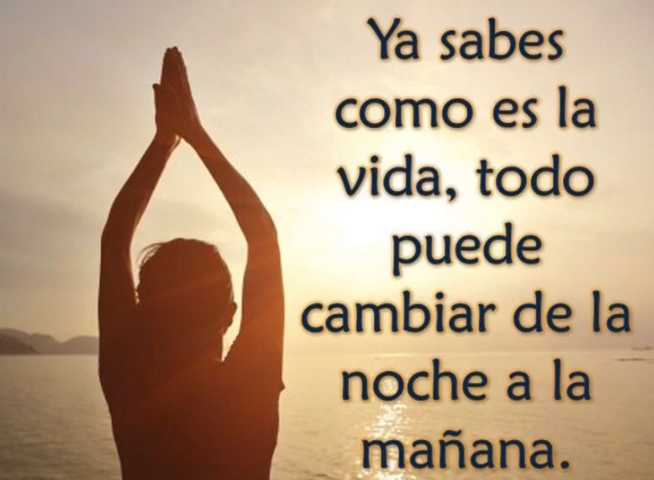 Ya sabes
como es la
vida, todo
puede
cambiar de la
noche a la
mañana.